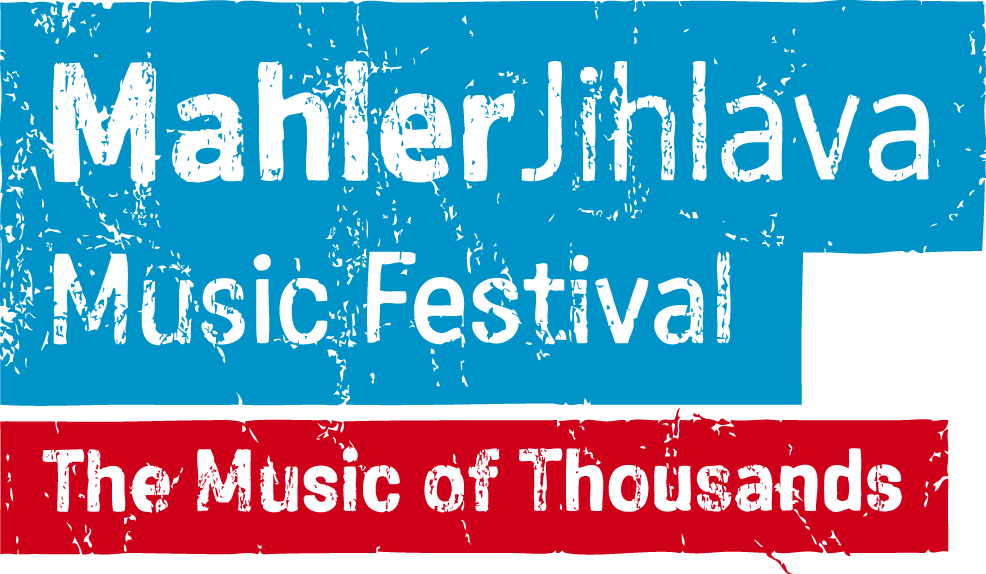 MahlerJihlava
Music Festival
The Music of Thousands